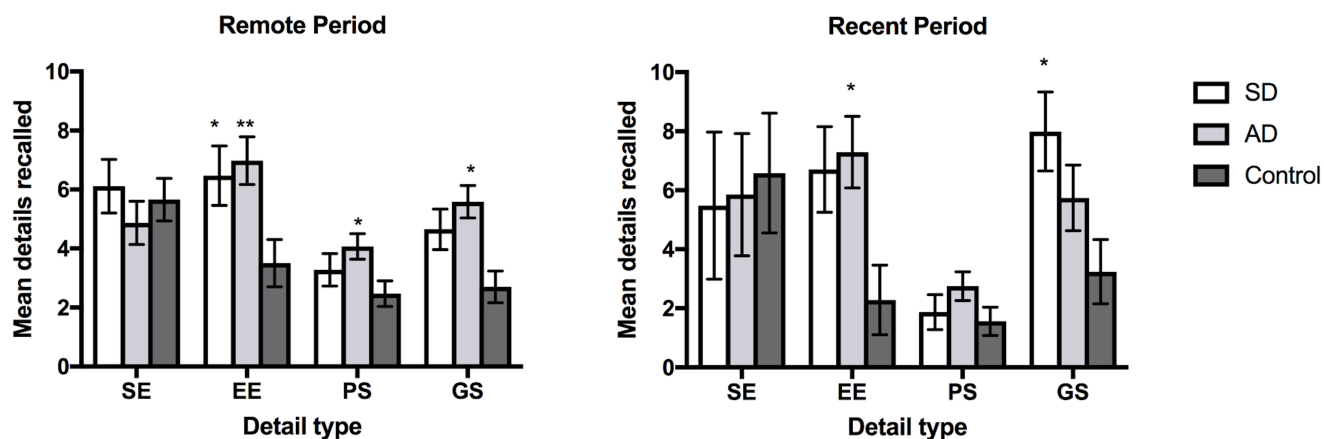 Remote Period
Mean details recalled
10
8
6
4
2
0
* **
*
*
SE EE PS GS
Detail type
Recent Period
Mean details recalled
10
8
6
4
2
0
*
*
SE EE PS GS
Detail type
SD
AD
Control